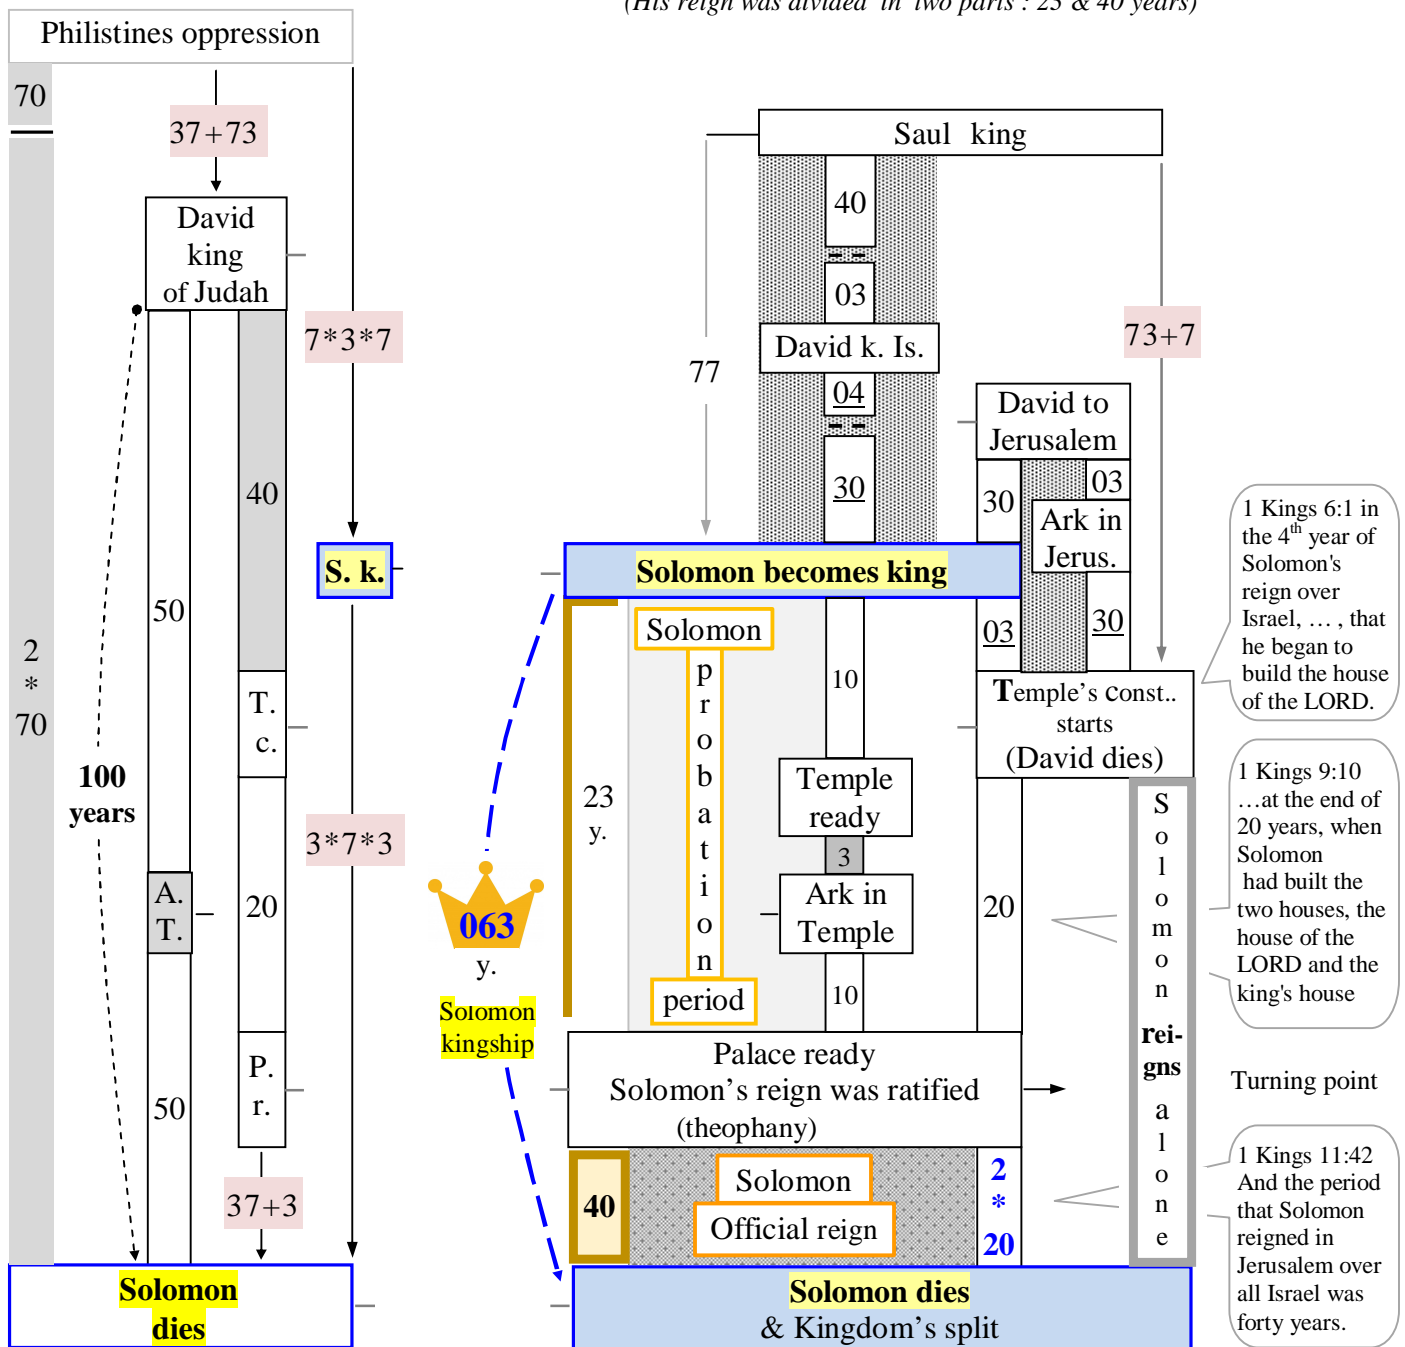 (His reign was divided in two parts : 23 & 40 years)
Philistines oppression
70
37+73
David
king
of Judah
7*3*7
40
S. k.
50
2
*
70
T.
c.
100
years
3*7*3
A.
T.
20
P.
r.
50
37+3
Solomon
dies
Saul king
40
03
David k. Is.
77
04
30
73+7
David to
Jerusalem
30
03
Ark in
Jerus.
Solomon becomes king
03
30
Solomon
p
r
o
b
a
t
i
o
n
period
10
Temple's const..
starts
(David dies)
23
y.
Temple
ready
3
Ark in
Temple
10
20
063
y.
Solomon
kingship
S
o
l
o
m
o
n
rei-
gns
a
l
o
n
e
Palace ready
Solomon's reign was ratified
(theophany)
40
Solomon
Official reign
2
*
20
Solomon dies
& Kingdom's split
1 Kings 6:1 in
the 4th year of
Solomon's
reign over
Israel, … , that
he began to
build the house
of the LORD.
1 Kings 9:10
…at the end of
20 years, when
Solomon
had built the
two houses, the
house of the
LORD and the
king's house
Turning point
1 Kings 11:42
And the period
that Solomon
reigned in
Jerusalem over
all Israel was
forty years.